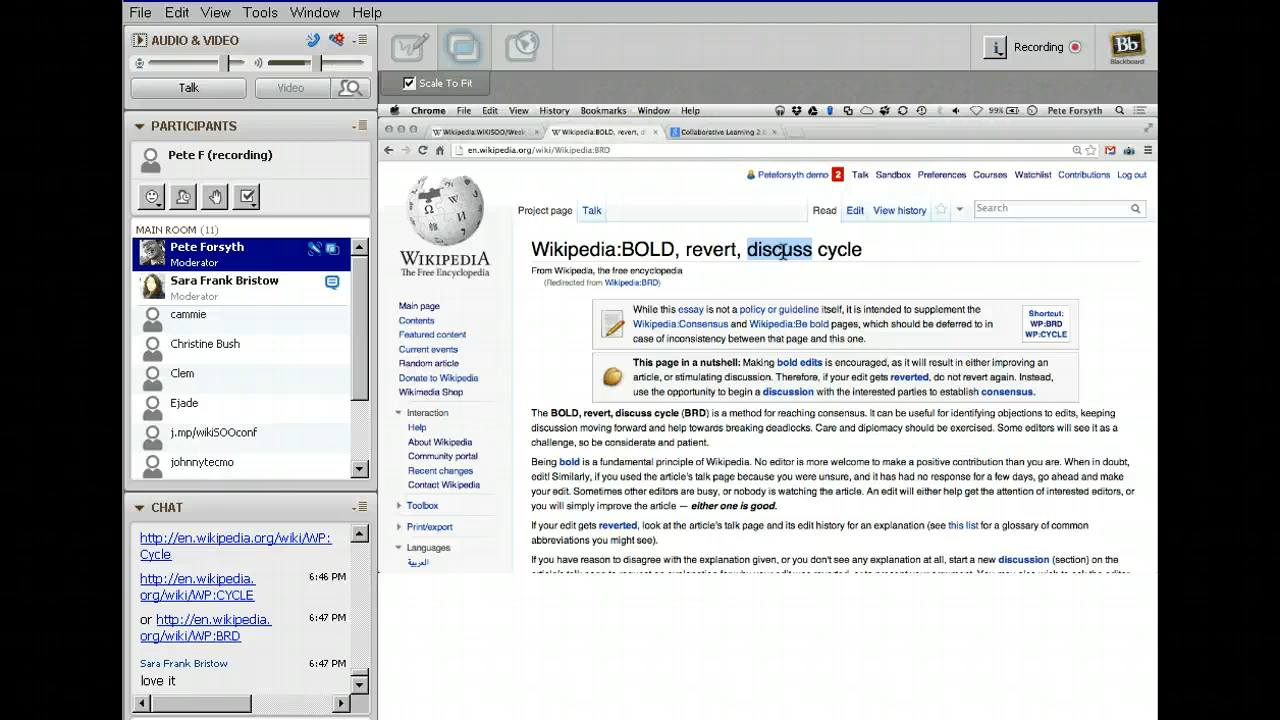 File Edit View Tools Window Help
AUDIO & VIDEO
Talk
Video
PARTICIPANTS
Pete F (recording)
MAIN ROOM (11)
Pete Forsyth
Moderator
Sara Frank Bristow
Moderator
cammie
Christine Bush
Clem
Ejade
j.mp/wikiSOOconf
johnnytecmo
CHAT
http://en.wikipedia.org/wiki/WP:
Cycle
http://en.wikipedia. 6:46 PM
org/wiki/WP:CYCLE
or http://en.wikipedia. 6:47 PM
org/wiki/WP:BRD
Sara Frank Bristow 6:47 PM
love it
Recording
Bb
Blackboard
Scale To Fit
Chrome File Edit View History Bookmarks Window Help 99% Pete Forsyth
Wikipedia:WIKISOO/Week Wikipedia:BOLD, revert, d Collaborative Learning 2.0
en.wikipedia.org/wiki/Wikipedia:BRD
Peteforsyth demo 2 Talk Sandbox Preferences Courses Watchlist Contributions Log out
Project page Talk Read Edit View history Search
WIKIPEDIA
The Free Encyclopedia
Main page
Contents
Featured content
Current events
Random article
Donate to Wikipedia
Wikimedia Shop
Interaction
Help
About Wikipedia
Community portal
Recent changes
Contact Wikipedia
Toolbox
Print/export
Languages
العربية
Wikipedia:BOLD, revert, discuss cycle
From Wikipedia, the free encyclopedia
(Redirected from Wikipedia:BRD)
While this essay is not a policy or guideline itself, it is intended to supplement the
Wikipedia:Consensus and Wikipedia:Be bold pages, which should be deferred to in
case of inconsistency between that page and this one.
Shortcut:
WP:BRD
WP:CYCLE
This page in a nutshell: Making bold edits is encouraged, as it will result in either improving an
article, or stimulating discussion. Therefore, if your edit gets reverted, do not revert again. Instead,
use the opportunity to begin a discussion with the interested parties to establish consensus.
The BOLD, revert, discuss cycle (BRD) is a method for reaching consensus. It can be useful for identifying objections to edits, keeping
discussion moving forward and help towards breaking deadlocks. Care and diplomacy should be exercised. Some editors will see it as a
challenge, so be considerate and patient.
Being bold is a fundamental principle of Wikipedia. No editor is more welcome to make a positive contribution than you are. When in doubt,
edit! Similarly, if you used the article's talk page because you were unsure, and it has had no response for a few days, go ahead and make
your edit. Sometimes other editors are busy, or nobody is watching the article. An edit will either help get the attention of interested editors, or
you will simply improve the article — either one is good.
If your edit gets reverted, look at the article's talk page and its edit history for an explanation (see this list for a glossary of common
abbreviations you might see).
If you have reason to disagree with the explanation given, or you don't see any explanation at all, start a new discussion (section) on the